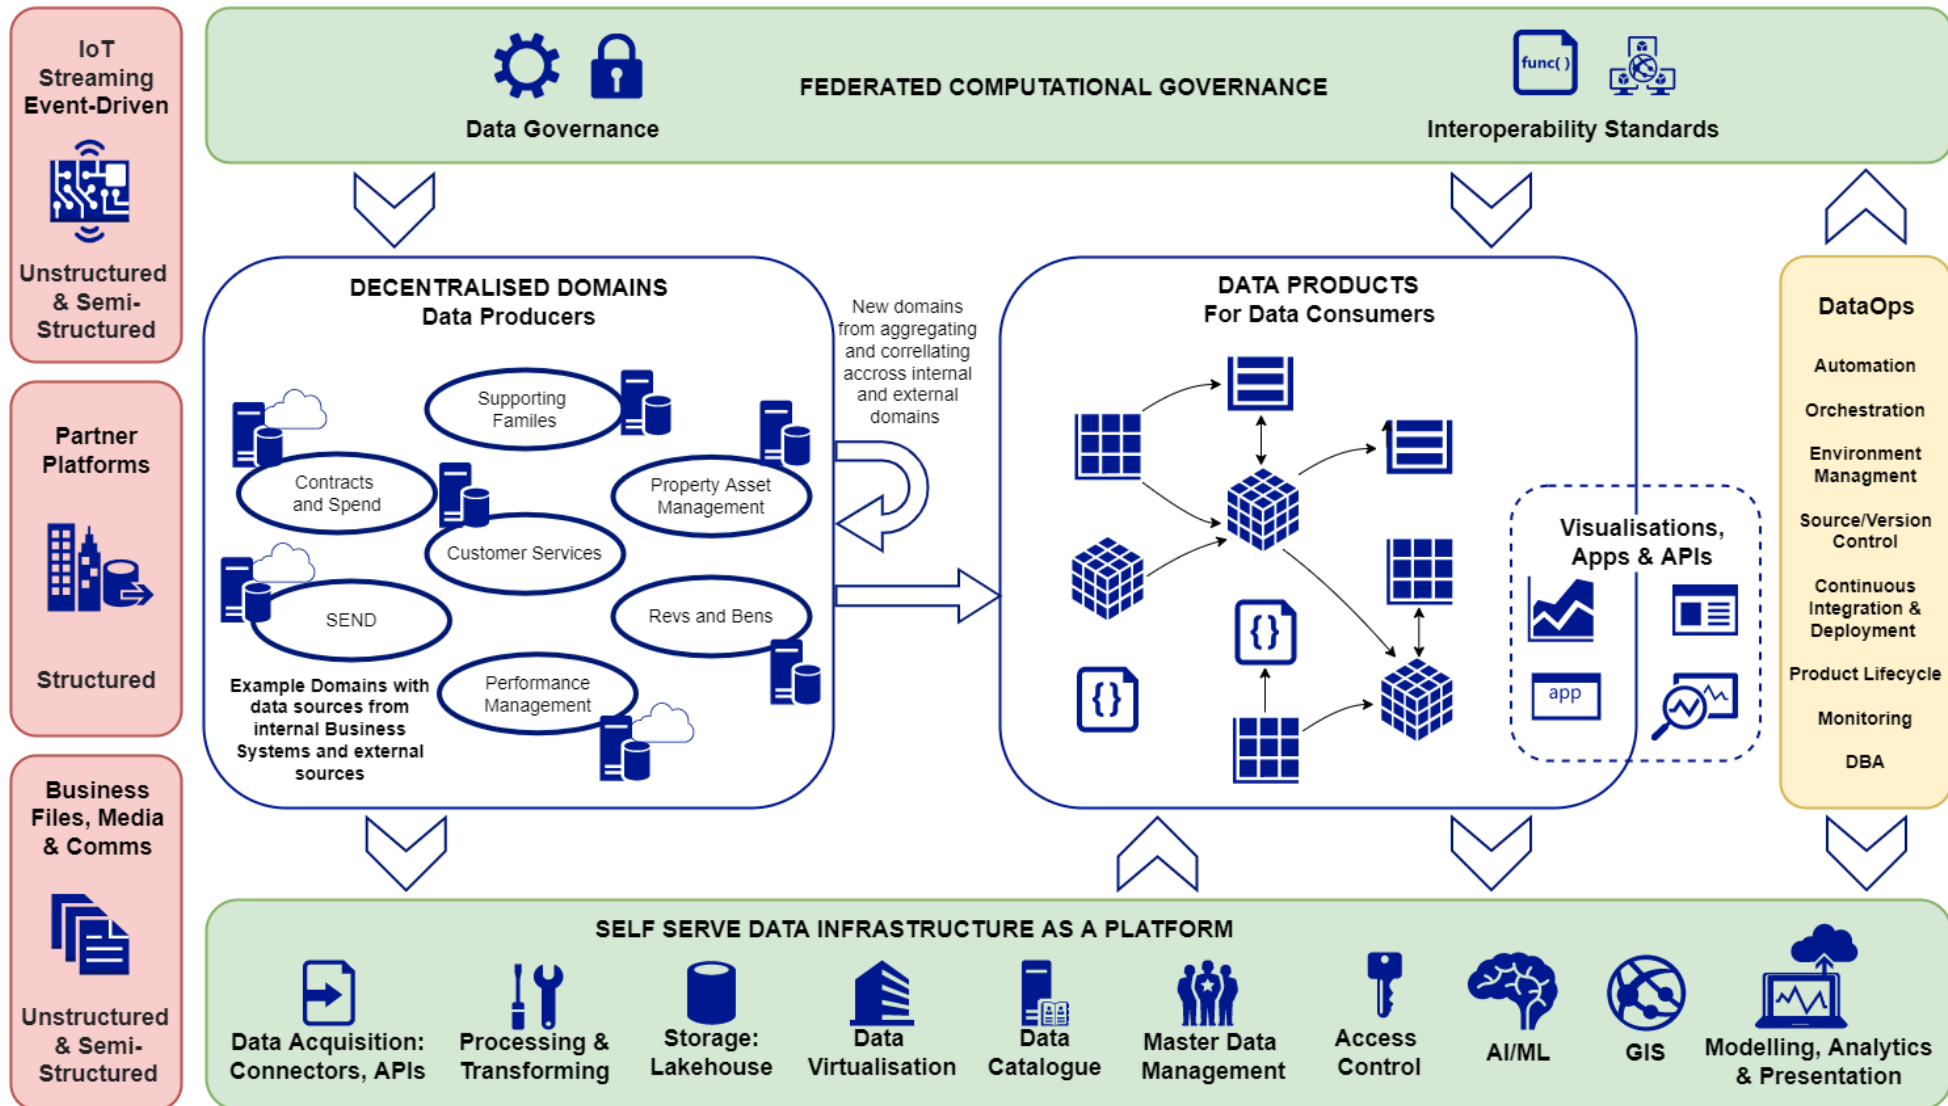 IoT
Streaming
Event-Driven
Unstructured
& Semi-
Structured
Partner
Platforms
Structured
Business
Files, Media
& Comms
Unstructured
& Semi-
Structured
Data Governance
FEDERATED COMPUTATIONAL GOVERNANCE
func( )
Interoperability Standards
DECENTRALISED DOMAINS
Data Producers
Supporting
Familes
Contracts
and Spend
Property Asset
Management
Customer Services
SEND
Revs and Bens
Performance
Management
Example Domains with
data sources from
internal Business
Systems and external
sources
New domains
from aggregating
and correllating
accross internal
and external
domains
DATA PRODUCTS
For Data Consumers
{ }
{ }
Visualisations,
Apps & APIs
app
DataOps
Automation
Orchestration
Environment
Managment
Source/Version
Control
Continuous
Integration &
Deployment
Product Lifecycle
Monitoring
DBA
SELF SERVE DATA INFRASTRUCTURE AS A PLATFORM
Data Acquisition:
Connectors, APIs
Processing &
Transforming
Storage:
Lakehouse
Data
Virtualisation
Data
Catalogue
Master Data
Management
Access
Control
AI/ML
GIS
Modelling, Analytics
& Presentation